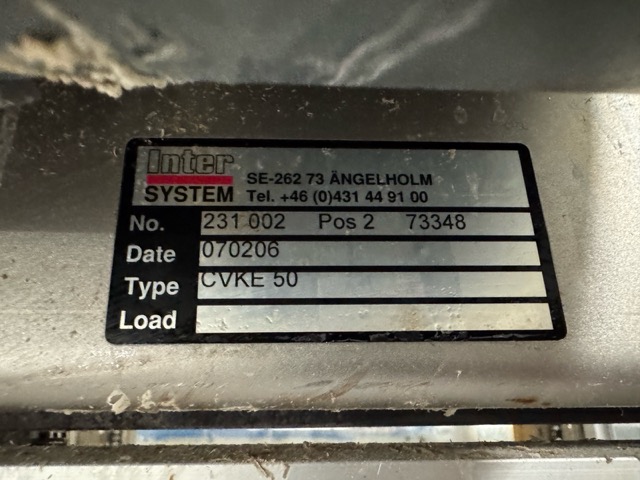 Inter
SYSTEM
SE-262 73 ÄNGELHOLM
Tel. +46 (0)431 44 91 00
No. 231 002 Pos 2 73348
Date 070206
Type CVKE 50
Load